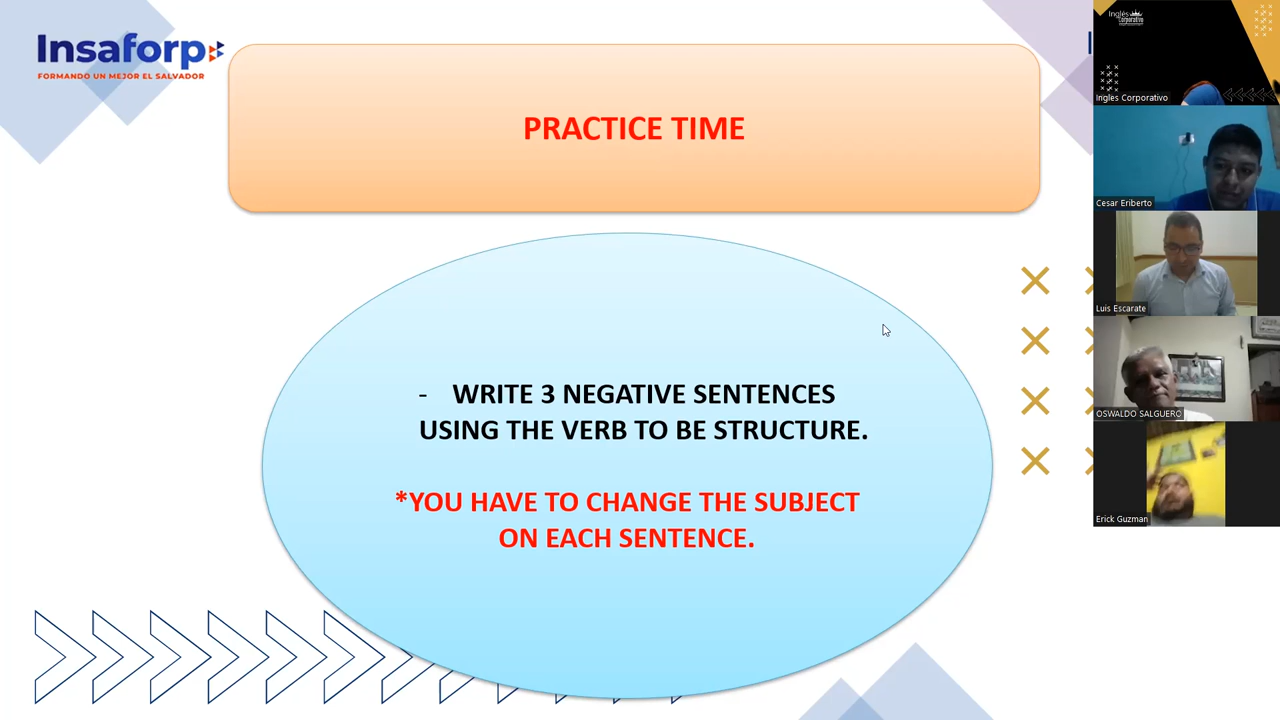 Insaforp
FORMANDO UN MEJOR EL SALVADOR
PRACTICE TIME
- WRITE 3 NEGATIVE SENTENCES
USING THE VERB TO BE STRUCTURE.
*YOU HAVE TO CHANGE THE SUBJECT
ON EACH SENTENCE.
Inglés
Corporativo
Ingles Corporativo
Cesar Eriberto
Luis Escarate
OSWALDO SALGUERO
Erick Guzman